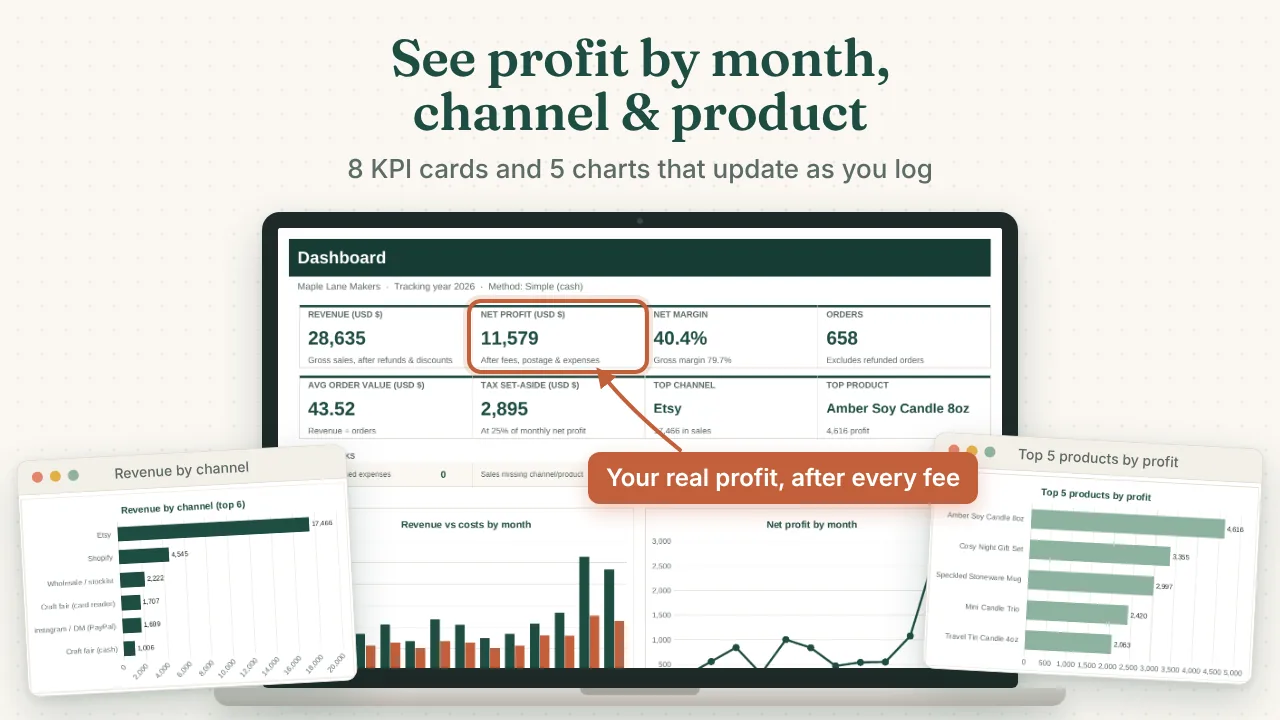 See profit by month,
channel & product
8 KPI cards and 5 charts that update as you log
Dashboard
Maple Lane Makers · Tracking year 2026 · Method: Simple (cash)
REVENUE (USD $)
28,635
Gross sales, after refunds & discounts
NET PROFIT (USD $)
11,579
After fees, postage & expenses
NET MARGIN
40.4%
Gross margin 79.7%
ORDERS
658
Excludes refunded orders
AVG ORDER VALUE (USD $)
43.52
Revenue ÷ orders
TAX SET-ASIDE (USD $)
2,895
At 25% of monthly net profit
TOP CHANNEL
Etsy
17,466 in sales
TOP PRODUCT
Amber Soy Candle 8oz
4,616 profit
KS
ed expenses
0
Sales missing channel/product
Your real profit, after every fee
Revenue by channel
Revenue by channel (top 6)
Etsy
17,466
Shopify
4,545
Wholesale / stockist
2,222
Craft fair (card reader)
1,707
Instagram / DM (PayPal)
1,689
Craft fair (cash)
1,006
0 2,000 4,000 6,000 8,000 10,000 12,000 14,000 16,000 18,000 20,000
Revenue vs costs by month
Net profit by month
3,000
2,500
2,000
1,500
1,000
500
Top 5 products by profit
Top 5 products by profit
Amber Soy Candle 8oz
4,616
Cosy Night Gift Set
3,355
Speckled Stoneware Mug
2,997
Mini Candle Trio
2,420
Travel Tin Candle 4oz
2,063
0 500 1,000 1,500 2,000 2,500 3,000 3,500 4,000 4,500 5,000